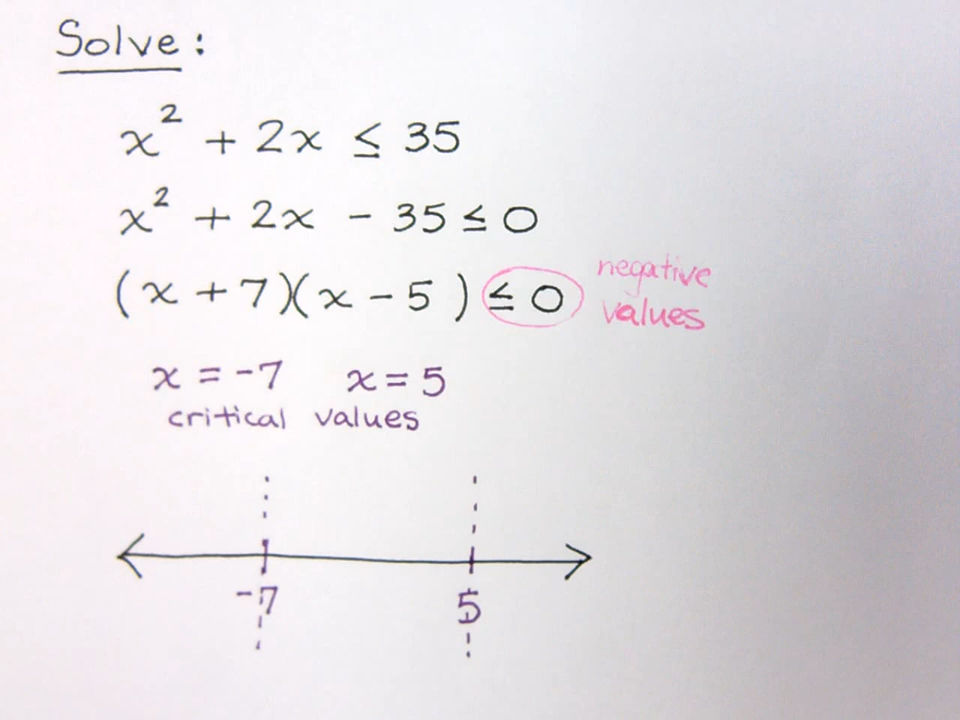 Solve:
x² + 2x ≤ 35
x² + 2x - 35 ≤ 0
(x + 7)(x - 5) ≤ 0
negative
values
x = -7 x = 5
critical values
-7 5